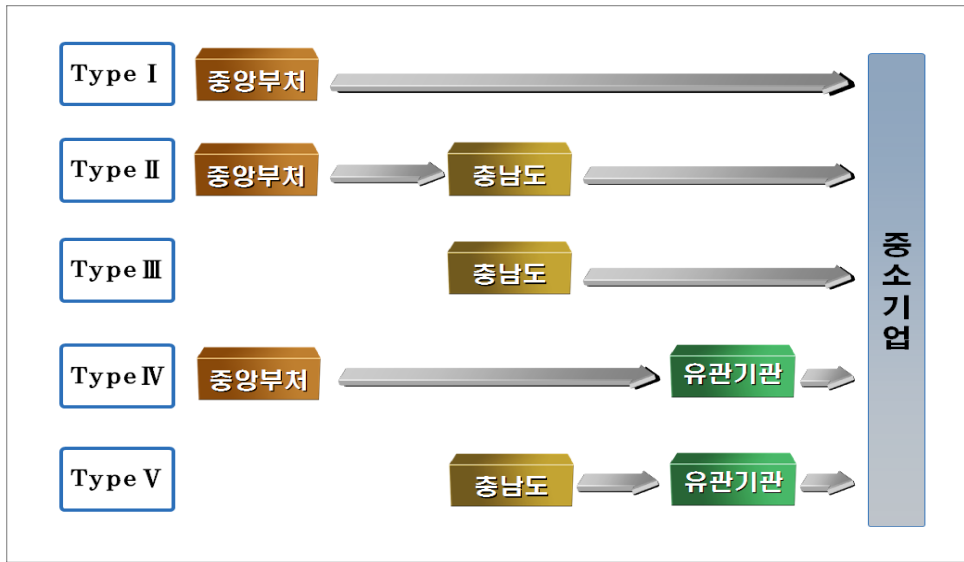 Type Ⅰ 중앙부처
Type Ⅱ 중앙부처 충남도
Type Ⅲ 충남도
Type Ⅳ 중앙부처 유관기관
Type Ⅴ 충남도 유관기관
중소기업